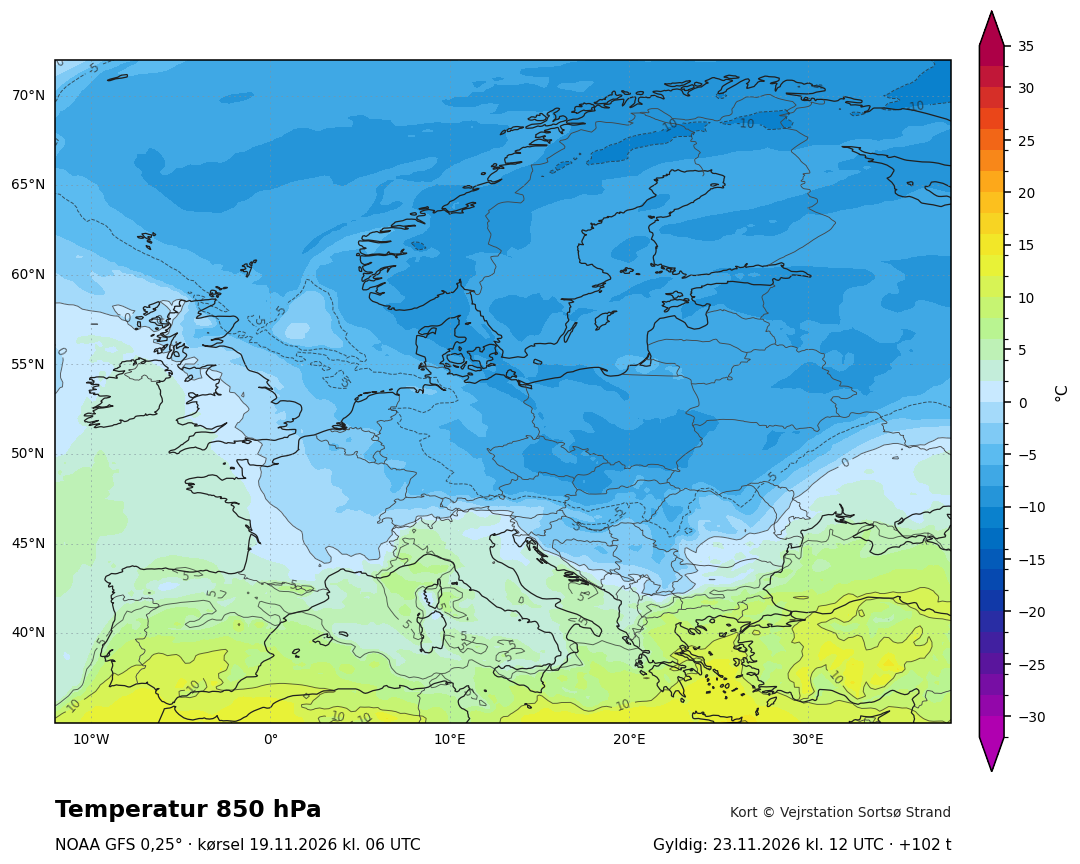 70°N
65°N
60°N
55°N
50°N
45°N
40°N
10°W
0°
10°E
20°E
30°E
35
30
25
20
15
10
5
0
−5
−10
−15
−20
−25
−30
°C
Temperatur 850 hPa
Kort © Vejrstation Sortsø Strand
NOAA GFS 0,25° · kørsel 19.11.2026 kl. 06 UTC
Gyldig: 23.11.2026 kl. 12 UTC · +102 t